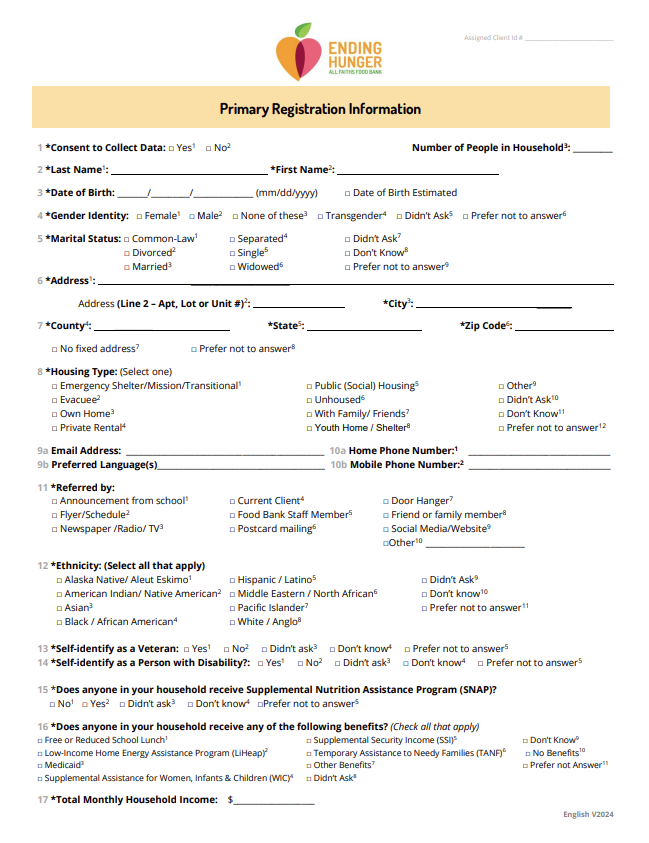 Assigned Client Id # ____________________
ENDING
HUNGER
ALL FAITHS FOOD BANK
Primary Registration Information
1 *Consent to Collect Data: □ Yes¹ □ No² Number of People in Household³: ________
2 *Last Name¹: ______________________________ *First Name²: ______________________________
3 *Date of Birth: ______/________/____________ (mm/dd/yyyy) □ Date of Birth Estimated
4 *Gender Identity: □ Female¹ □ Male² □ None of these³ □ Transgender⁴ □ Didn't Ask⁵ □ Prefer not to answer⁶
5 *Marital Status: □ Common-Law¹ □ Separated⁴ □ Didn't Ask⁷
□ Divorced² □ Single⁵ □ Don't Know⁸
□ Married³ □ Widowed⁶ □ Prefer not to answer⁹
6 *Address¹: ____________________________________________
Address (Line 2 – Apt, Lot or Unit #)²: __________________ *City³: ______________________________
7 *County⁴: __________________________ *State⁵: ______________________ *Zip Code⁶: ____________________
□ No fixed address⁷ □ Prefer not to answer⁸
8 *Housing Type: (Select one)
□ Emergency Shelter/Mission/Transitional¹ □ Public (Social) Housing⁵ □ Other⁹
□ Evacuee² □ Unhoused⁶ □ Didn't Ask¹⁰
□ Own Home³ □ With Family/ Friends⁷ □ Don't Know¹¹
□ Private Rental⁴ □ Youth Home / Shelter⁸ □ Prefer not to answer¹²
9a Email Address: ________________________________________ 10a Home Phone Number:¹ ____________________________
9b Preferred Language(s)__________________________________ 10b Mobile Phone Number:² ____________________________
11 *Referred by:
□ Announcement from school¹ □ Current Client⁴ □ Door Hanger⁷
□ Flyer/Schedule² □ Food Bank Staff Member⁵ □ Friend or family member⁸
□ Newspaper /Radio/ TV³ □ Postcard mailing⁶ □ Social Media/Website⁹
□Other¹⁰ ____________________
12 *Ethnicity: (Select all that apply)
□ Alaska Native/ Aleut Eskimo¹ □ Hispanic / Latino⁵ □ Didn't Ask⁹
□ American Indian/ Native American² □ Middle Eastern / North African⁶ □ Don't know¹⁰
□ Asian³ □ Pacific Islander⁷ □ Prefer not to answer¹¹
□ Black / African American⁴ □ White / Anglo⁸
13 *Self-identify as a Veteran: □ Yes¹ □ No² □ Didn't ask³ □ Don't know⁴ □ Prefer not to answer⁵
14 *Self-identify as a Person with Disability?: □ Yes¹ □ No² □ Didn't ask³ □ Don't know⁴ □ Prefer not to answer⁵
15 *Does anyone in your household receive Supplemental Nutrition Assistance Program (SNAP)?
□ No¹ □ Yes² □ Didn't ask³ □ Don't know⁴ □Prefer not to answer⁵
16 *Does anyone in your household receive any of the following benefits? (Check all that apply)
□ Free or Reduced School Lunch¹ □ Supplemental Security Income (SSI)⁵ □ Don't Know⁹
□ Low-Income Home Energy Assistance Program (LiHeap)² □ Temporary Assistance to Needy Families (TANF)⁶ □ No Benefits¹⁰
□ Medicaid³ □ Other Benefits⁷ □ Prefer not Answer¹¹
□ Supplemental Assistance for Women, Infants & Children (WIC)⁴ □ Didn't Ask⁸
17 *Total Monthly Household Income: $________________
English V2024